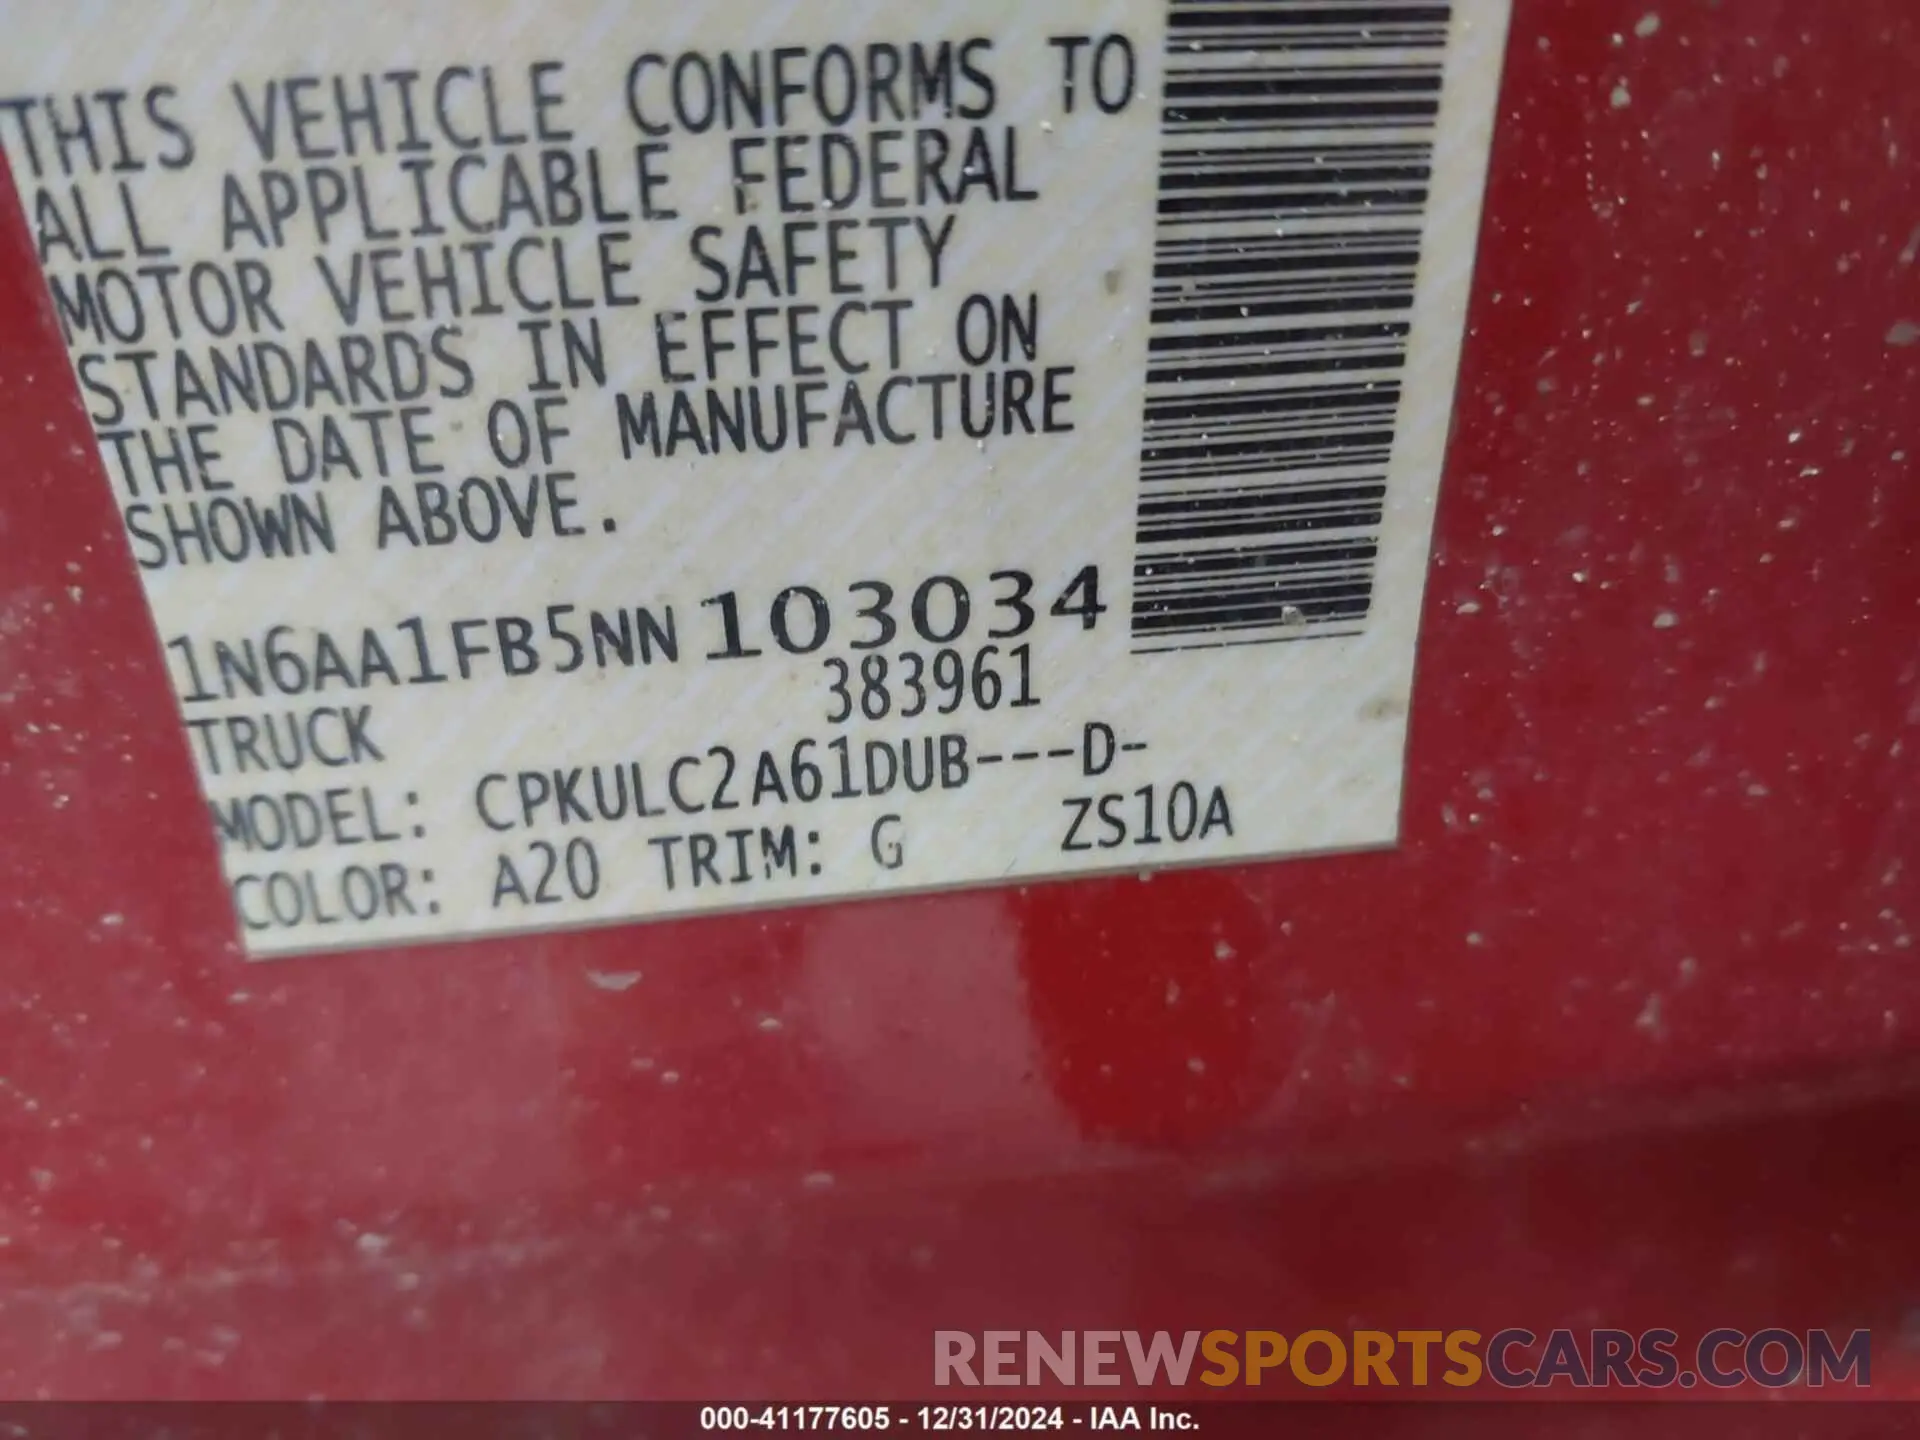 THIS VEHICLE CONFORMS TO
ALL APPLICABLE FEDERAL
MOTOR VEHICLE SAFETY
STANDARDS IN EFFECT ON
THE DATE OF MANUFACTURE
SHOWN ABOVE.
1N6AA1FB5NN103034
TRUCK 383961
MODEL: CPKULC2A61DUB---D-
COLOR: A20 TRIM: G ZS10A
RENEWSPORTSCARS.COM
000-41177605 - 12/31/2024 - IAA Inc.